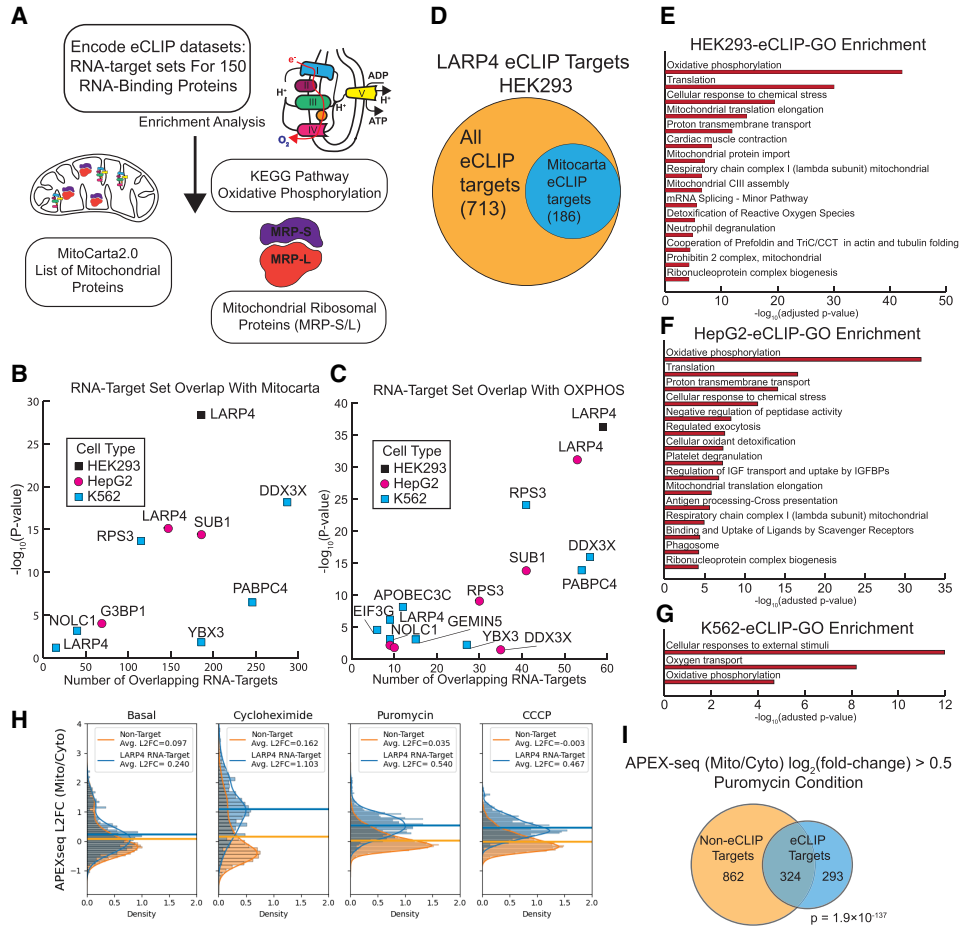 A
Encode eCLIP datasets:
RNA-target sets For 150
RNA-Binding Proteins
Enrichment Analysis
e-
I
II
III
IV
V
H+
H+
H+
ADP
ATP
O2
KEGG Pathway
Oxidative Phosphorylation
MRP-S
MRP-L
MitoCarta2.0
List of Mitochondrial
Proteins
Mitochondrial Ribosomal
Proteins (MRP-S/L)
D
LARP4 eCLIP Targets
HEK293
All
eCLIP
targets
(713)
Mitocarta
eCLIP
targets
(186)
E
HEK293-eCLIP-GO Enrichment
Oxidative phosphorylation
Translation
Cellular response to chemical stress
Mitochondrial translation elongation
Proton transmembrane transport
Cardiac muscle contraction
Mitochondrial protein import
Respiratory chain complex I (lambda subunit) mitochondrial
Mitochondrial CIII assembly
mRNA Splicing - Minor Pathway
Detoxification of Reactive Oxygen Species
Neutrophil degranulation
Cooperation of Prefoldin and TriC/CCT in actin and tubulin folding
Prohibitin 2 complex, mitochondrial
Ribonucleoprotein complex biogenesis
0 10 20 30 40 50
-log10(adjusted p-value)
B
RNA-Target Set Overlap With Mitocarta
-log10(P-value)
30
25
20
15
10
5
0
Cell Type
HEK293
HepG2
K562
LARP4
DDX3X
LARP4
SUB1
RPS3
PABPC4
G3BP1
NOLC1
LARP4
YBX3
0 50 100 150 200 250 300
Number of Overlapping RNA-Targets
C
RNA-Target Set Overlap With OXPHOS
-log10(P-value)
40
35
30
25
20
15
10
5
0
Cell Type
HEK293
HepG2
K562
LARP4
LARP4
RPS3
DDX3X
SUB1
PABPC4
RPS3
APOBEC3C
EIF3G
LARP4
GEMIN5
NOLC1
YBX3
DDX3X
0 10 20 30 40 50 60
Number of Overlapping RNA-Targets
F
HepG2-eCLIP-GO Enrichment
Oxidative phosphorylation
Translation
Proton transmembrane transport
Cellular response to chemical stress
Negative regulation of peptidase activity
Regulated exocytosis
Cellular oxidant detoxification
Platelet degranulation
Regulation of IGF transport and uptake by IGFBPs
Mitochondrial translation elongation
Antigen processing-Cross presentation
Respiratory chain complex I (lambda subunit) mitochondrial
Binding and Uptake of Ligands by Scavenger Receptors
Phagosome
Ribonucleoprotein complex biogenesis
0 5 10 15 20 25 30 35
-log10(adusted p-value)
G
K562-eCLIP-GO Enrichment
Cellular responses to external stimuli
Oxygen transport
Oxidative phosphorylation
0 2 4 6 8 10 12
-log10(adusted p-value)
H
APEXseq L2FC (Mito/Cyto)
4
3
2
1
0
−1
Basal
Non-Target
Avg. L2FC=0.097
LARP4 RNA-Target
Avg. L2FC= 0.240
0.0 0.5 1.0 1.5 2.0
Density
Cycloheximide
Non-Target
Avg. L2FC=0.162
LARP4 RNA-Target
Avg. L2FC=1.103
0.0 0.5 1.0 1.5 2.0
Density
Puromycin
Non-Target
Avg. L2FC=0.035
LARP4 RNA-Target
Avg. L2FC= 0.540
0.0 0.5 1.0 1.5 2.0
Density
CCCP
Non-Target
Avg. L2FC=-0.003
LARP4 RNA-Target
Avg. L2FC= 0.467
0.0 0.5 1.0 1.5 2.0
Density
I
APEX-seq (Mito/Cyto) log2(fold-change) > 0.5
Puromycin Condition
Non-eCLIP
Targets
862
eCLIP
Targets
324
293
p = 1.9×10-137